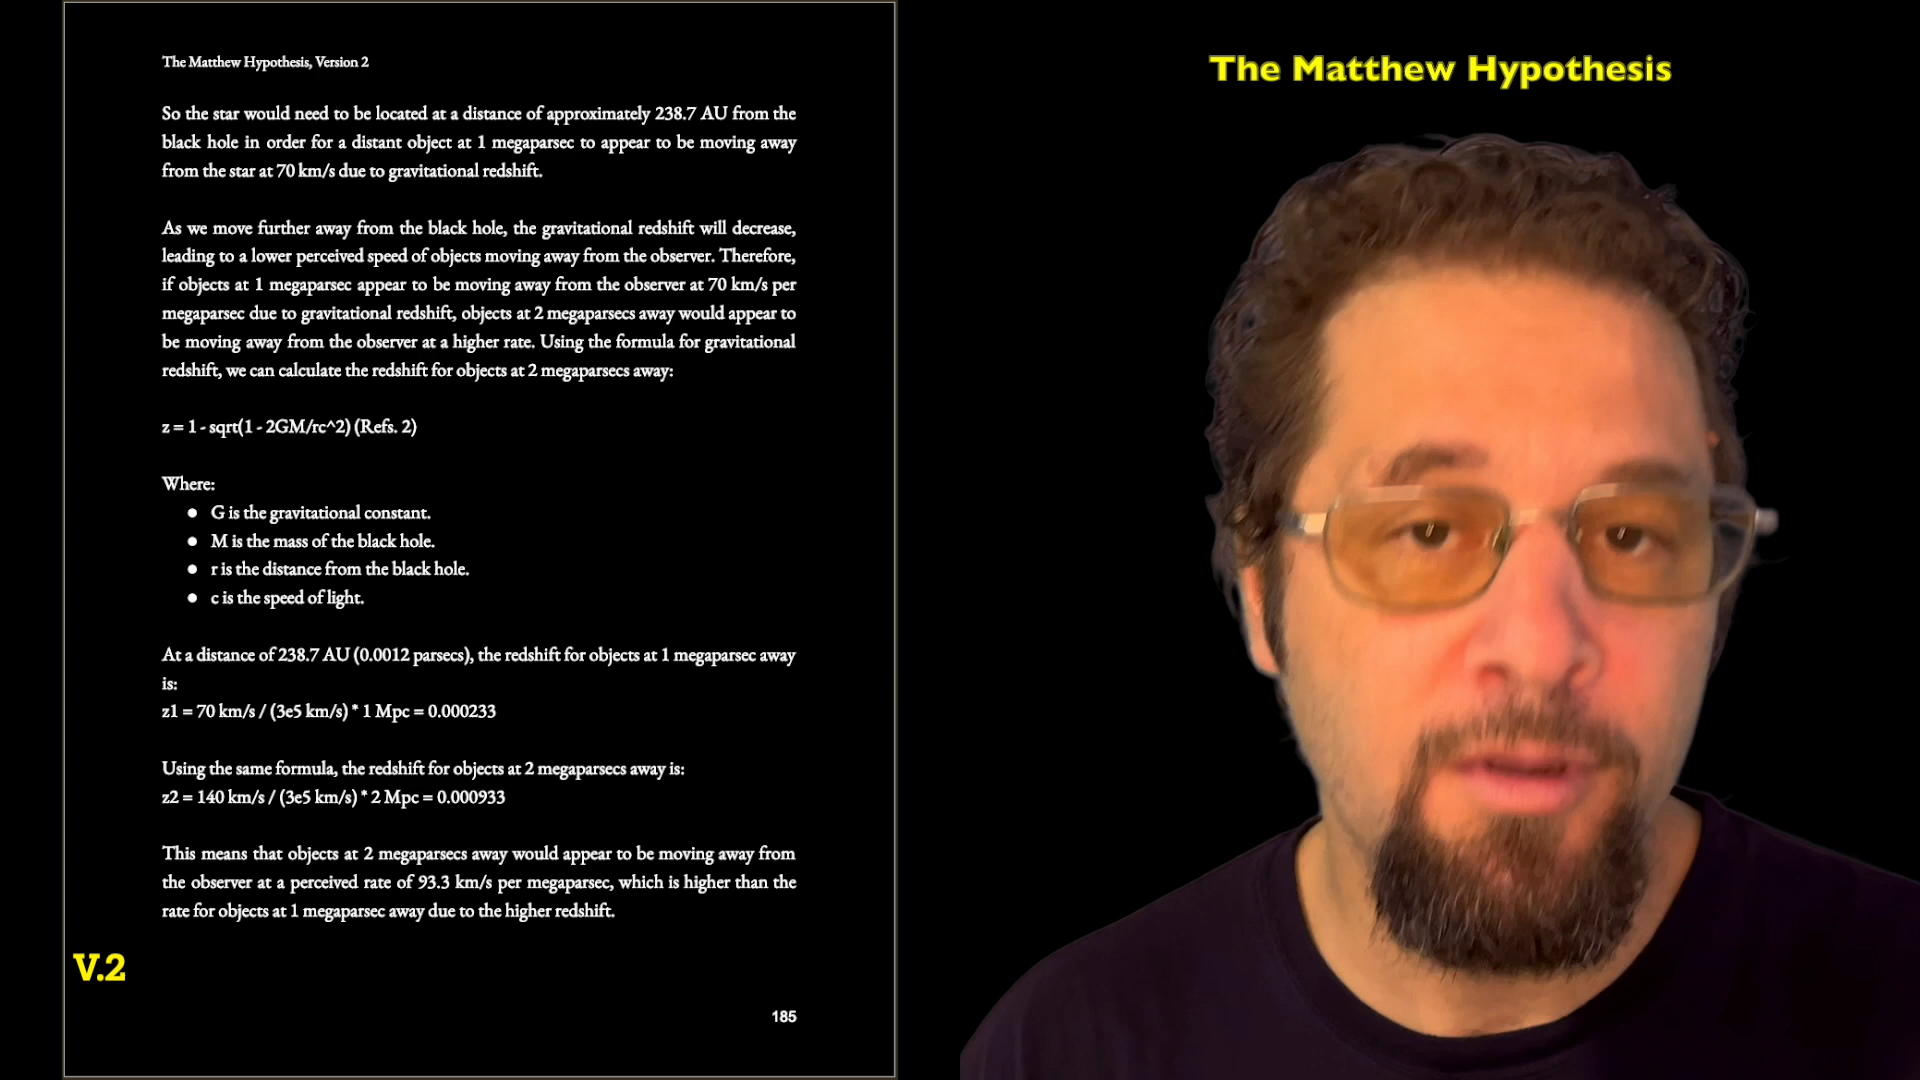 The Matthew Hypothesis, Version 2
So the star would need to be located at a distance of approximately 238.7 AU from the
black hole in order for a distant object at 1 megaparsec to appear to be moving away
from the star at 70 km/s due to gravitational redshift.
As we move further away from the black hole, the gravitational redshift will decrease,
leading to a lower perceived speed of objects moving away from the observer. Therefore,
if objects at 1 megaparsec appear to be moving away from the observer at 70 km/s per
megaparsec due to gravitational redshift, objects at 2 megaparsecs away would appear to
be moving away from the observer at a higher rate. Using the formula for gravitational
redshift, we can calculate the redshift for objects at 2 megaparsecs away:
z = 1 - sqrt(1 - 2GM/rc^2) (Refs. 2)
Where:
● G is the gravitational constant.
● M is the mass of the black hole.
● r is the distance from the black hole.
● c is the speed of light.
At a distance of 238.7 AU (0.0012 parsecs), the redshift for objects at 1 megaparsec away
is:
z1 = 70 km/s / (3e5 km/s) * 1 Mpc = 0.000233
Using the same formula, the redshift for objects at 2 megaparsecs away is:
z2 = 140 km/s / (3e5 km/s) * 2 Mpc = 0.000933
This means that objects at 2 megaparsecs away would appear to be moving away from
the observer at a perceived rate of 93.3 km/s per megaparsec, which is higher than the
rate for objects at 1 megaparsec away due to the higher redshift.
V.2
185
The Matthew Hypothesis